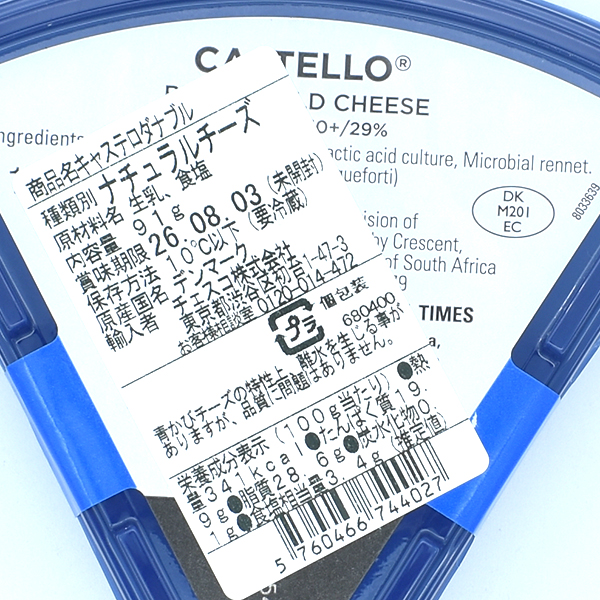 CA TELLO®
D CHEESE
0+/29%
ngredients
actic acid culture, Microbial rennet.
queforti)
DK
M201
EC
8033639
ision of
by Crescent,
of South Africa
TIMES
商品名キャステロダナブル
種類別 ナチュラルチーズ
原材料名 生乳、食塩
内容量 91g
賞味期限 26.08.03 (未開封)
保存方法 10℃以下 (要冷蔵)
原産国名 デンマーク
輸入者 チェスコ株式会社
東京都渋谷区初台1-47-3
お客様相談室 0120-014-472
プラ 個包装
680400
青かびチーズの特性上、離水を生じる事が
ありますが、品質に問題はありません。
栄養成分表示(100g当たり)●熱
量341kcal●たんぱく質19.
9g●脂質28.6g●炭水化物0.
1g●食塩相当量3.4g(推定値)
5 760466 744027